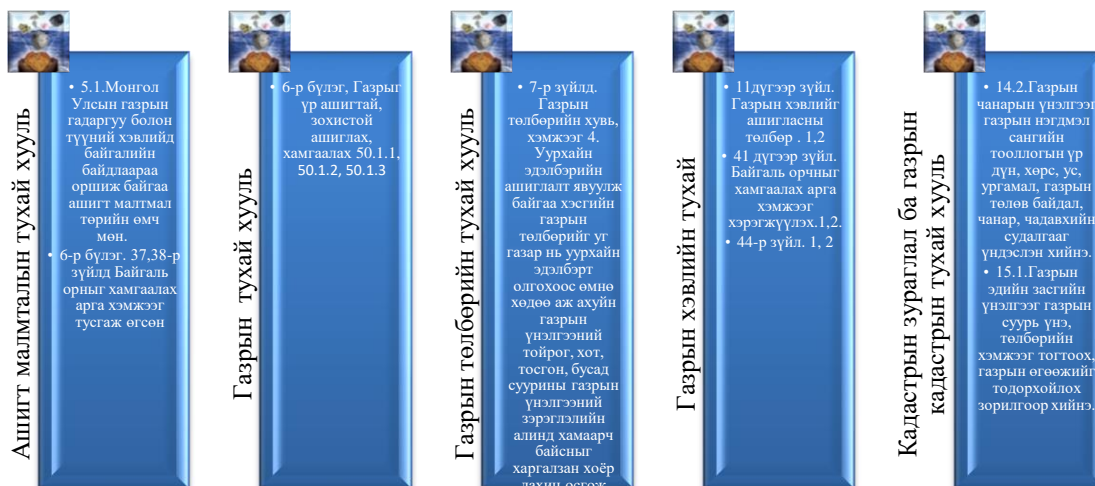 Ашигт малмталын тухай хууль
• 5.1.Монгол
Улсын газрын
гадаргуу болон
түүний хэвлийд
байгалийн
байдлаараа
оршиж байгаа
ашигт малтмал
төрийн өмч
мөн.
• 6-р бүлэг. 37,38-р
зүйлд Байгаль
орныг хамгаалах
арга хэмжээг
тусгаж өгсөн
Газрын тухай хууль
• 6-р бүлэг, Газрыг
үр ашигтай,
зохистой
ашиглах,
хамгаалах 50.1.1,
50.1.2, 50.1.3
Газрын төлбөрийн тухай хууль
• 7-р зүйлд.
Газрын
төлбөрийн хувь,
хэмжээг 4.
Уурхайн
эдэлбэрийн
ашиглалт явуулж
байгаа хэсгийн
газрын
төлбөрийг уг
газар нь уурхайн
эдэлбэрт
олгохоос өмнө
хөдөө аж ахуйн
газрын
үнэлгээний
тойрог, хот,
тосгон, бусад
суурины газрын
үнэлгээний
зэрэглэлийн
алинд хамаарч
байсныг
харгалзан хоёр
Газрын хэвлийн тухай
• 11дүгээр зүйл.
Газрын хэвлийг
ашигласны
төлбөр . 1,2
• 41 дүгээр зүйл.
Байгаль орчныг
хамгаалах арга
хэмжээг
хэрэгжүүлэх.1,2.
• 44-р зүйл. 1, 2
Кадастрын зураглал ба газрын
кадастрын тухай хууль
• 14.2.Газрын
чанарын үнэлгээг
газрын нэгдмэл
сангийн
тооллогын үр
дүн, хөрс, ус,
ургамал, газрын
төлөв байдал,
чанар, чадавхийн
судалгааг
үндэслэн хийнэ.
• 15.1.Газрын
эдийн засгийн
үнэлгээг газрын
суурь үнэ,
төлбөрийн
хэмжээг тогтоох,
газрын өгөөжийг
тодорхойлох
зорилгоор хийнэ.